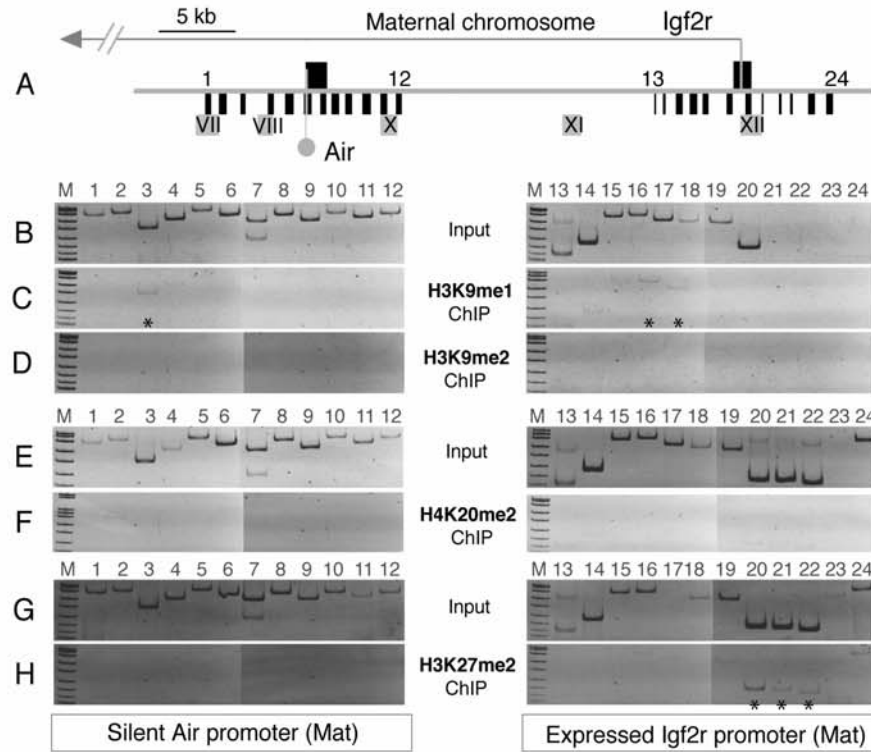 5 kb Maternal chromosome Igf2r
A
1 12 13 24
VII VIII X XI XII
Air
M 1 2 3 4 5 6 7 8 9 10 11 12 M 13 14 15 16 17 18 19 20 21 22 23 24
B Input
C H3K9me1
ChIP
* * *
D H3K9me2
ChIP
M 1 2 3 4 5 6 7 8 9 10 11 12 M 13 14 15 16 17 18 19 20 21 22 23 24
E Input
F H4K20me2
ChIP
M 1 2 3 4 5 6 7 8 9 10 11 12 M 13 14 15 16 17 18 19 20 21 22 23 24
G Input
H H3K27me2
ChIP
* * *
Silent Air promoter (Mat) Expressed Igf2r promoter (Mat)